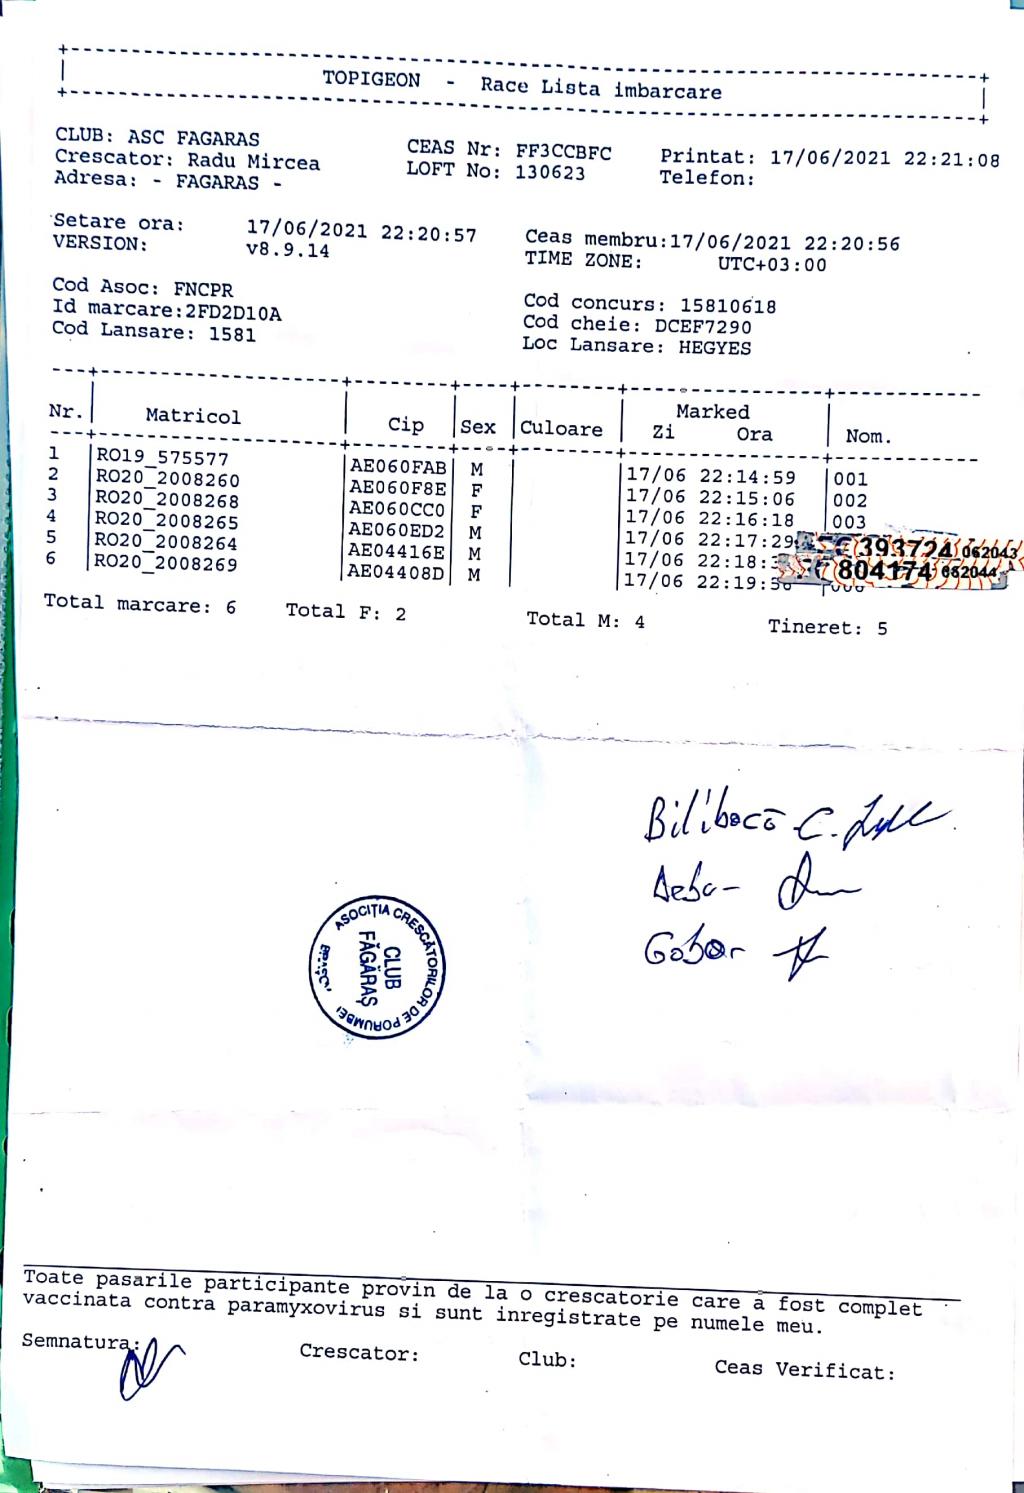 TOPIGEON - Race Lista imbarcare
CLUB: ASC FAGARAS CEAS Nr: FF3CCBFC Printat: 17/06/2021 22:21:08
Crescator: Radu Mircea LOFT No: 130623 Telefon:
Adresa: - FAGARAS -
Setare ora: 17/06/2021 22:20:57 Ceas membru:17/06/2021 22:20:56
VERSION: v8.9.14 TIME ZONE: UTC+03:00
Cod Asoc: FNCPR Cod concurs: 15810618
Id marcare:2FD2D10A Cod cheie: DCEF7290
Cod Lansare: 1581 Loc Lansare: HEGYES
Nr. Matricol Cip Sex Culoare Marked Nom.
Zi Ora
1 RO19_575577 AE060FAB M 17/06 22:14:59 001
2 RO20_2008260 AE060F8E F 17/06 22:15:06 002
3 RO20_2008268 AE060CC0 F 17/06 22:16:18 003
4 RO20_2008265 AE060ED2 M 17/06 22:17:29 393724 062043
5 RO20_2008264 AE04416E M 17/06 22:18: 804174 062044
6 RO20_2008269 AE04408D M 17/06 22:19:
Total marcare: 6 Total F: 2 Total M: 4 Tineret: 5
C.
Gobor
ASOCIȚIA CRESCĂTORILOR DE PORUMBEI
BRAȘOV
CLUB
FĂGĂRAȘ
Toate pasarile participante provin de la o crescatorie care a fost complet
vaccinata contra paramyxovirus si sunt inregistrate pe numele meu.
Semnatura: Crescator: Club: Ceas Verificat: